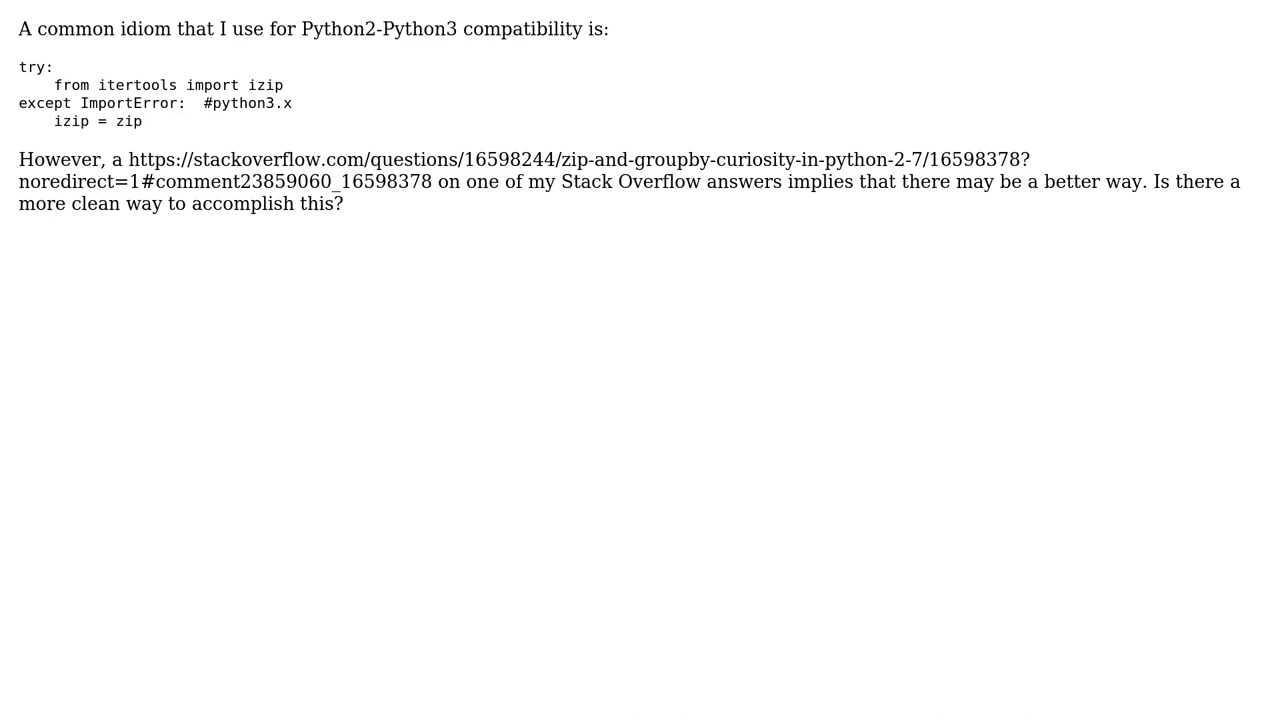 A common idiom that I use for Python2-Python3 compatibility is:
try:
    from itertools import izip
except ImportError:  #python3.x
    izip = zip
However, a https://stackoverflow.com/questions/16598244/zip-and-groupby-curiosity-in-python-2-7/16598378?
noredirect=1#comment23859060_16598378 on one of my Stack Overflow answers implies that there may be a better way. Is there a
more clean way to accomplish this?